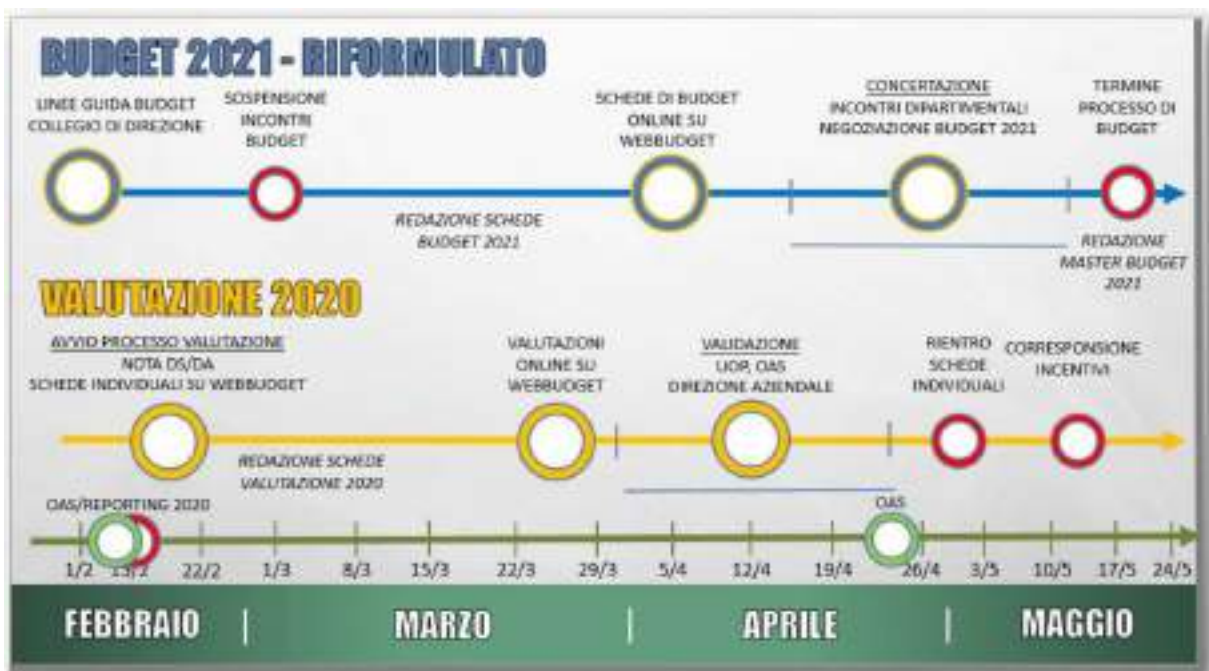 BUDGET 2021 - RIFORMULATO
LINEE GUIDA BUDGET
COLLEGIO DI DIREZIONE
SOSPENSIONE
INCONTRI
BUDGET
SCHEDE DI BUDGET
ONLINE SU
WEBBUDGET
CONCERTAZIONE
INCONTRI DIPARTIMENTALI
NEGOZIAZIONE BUDGET 2021
TERMINE
PROCESSO DI
BUDGET
REDAZIONE SCHEDE
BUDGET 2021
REDAZIONE
MASTER BUDGET
2021
VALUTAZIONE 2020
AVVIO PROCESSO VALUTAZIONE
NOTA DS/DA
SCHEDE INDIVIDUALI SU WEBBUDGET
VALUTAZIONI
ONLINE SU
WEBBUDGET
VALIDAZIONE
UOP, OAS
DIREZIONE AZIENDALE
RIENTRO
SCHEDE
INDIVIDUALI
CORRESPONSIONE
INCENTIVI
REDAZIONE SCHEDE
VALUTAZIONE 2020
OAS/REPORTING 2020
OAS
1/2 15/2 22/2 1/3 8/3 15/3 22/3 29/3 5/4 12/4 19/4 26/4 3/5 10/5 17/5 24/5
FEBBRAIO | MARZO | APRILE | MAGGIO